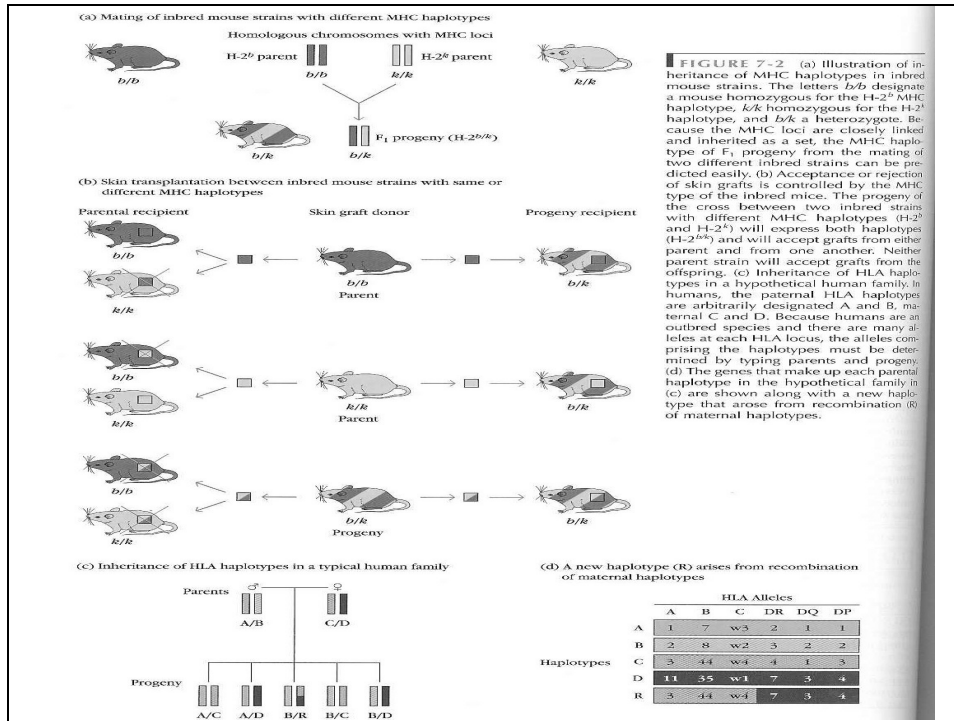 (a) Mating of inbred mouse strains with different MHC haplotypes
Homologous chromosomes with MHC loci
H-2b parent
H-2k parent
b/b
b/b
k/k
k/k
F1 progeny (H-2b/k)
b/k
b/k
(b) Skin transplantation between inbred mouse strains with same or
different MHC haplotypes
Parental recipient
Skin graft donor
Progeny recipient
b/b
k/k
b/b
Parent
b/k
b/b
k/k
k/k
Parent
b/k
b/b
k/k
b/k
Progeny
b/k
(c) Inheritance of HLA haplotypes in a typical human family
Parents
♂
♀
A/B
C/D
Progeny
A/C
A/D
B/R
B/C
B/D
(d) A new haplotype (R) arises from recombination
of maternal haplotypes
HLA Alleles
A B C DR DQ DP
Haplotypes
A 1 7 w3 2 1 1
B 2 8 w2 3 2 2
C 3 44 w4 4 1 3
D 11 35 w1 7 3 4
R 3 44 w4 7 3 4
FIGURE 7-2 (a) Illustration of in-
heritance of MHC haplotypes in inbred
mouse strains. The letters b/b designate
a mouse homozygous for the H-2b MHC
haplotype, k/k homozygous for the H-2k
haplotype, and b/k a heterozygote. Be-
cause the MHC loci are closely linked
and inherited as a set, the MHC haplo-
type of F1 progeny from the mating of
two different inbred strains can be pre-
dicted easily. (b) Acceptance or rejection
of skin grafts is controlled by the MHC
type of the inbred mice. The progeny of
the cross between two inbred strains
with different MHC haplotypes (H-2b
and H-2k) will express both haplotypes
(H-2b/k) and will accept grafts from either
parent and from one another. Neither
parent strain will accept grafts from the
offspring. (c) Inheritance of HLA haplo-
types in a hypothetical human family. In
humans, the paternal HLA haplotypes
are arbitrarily designated A and B, ma-
ternal C and D. Because humans are an
outbred species and there are many al-
leles at each HLA locus, the alleles com-
prising the haplotypes must be deter-
mined by typing parents and progeny.
(d) The genes that make up each parental
haplotype in the hypothetical family in
(c) are shown along with a new haplo-
type that arose from recombination (R)
of maternal haplotypes.